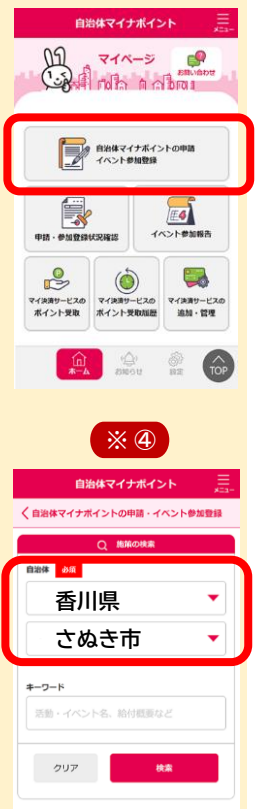 自治体マイナポイント
メニュー
マイページ
お問い合わせ
自治体マイナポイントの申請
イベント参加登録
申請・参加登録状況確認
イベント参加報告
マイ決済サービスの
ポイント受取
マイ決済サービスの
ポイント受取履歴
マイ決済サービスの
追加・管理
ホーム
お知らせ
設定
TOP
※④
自治体マイナポイント
メニュー
自治体マイナポイントの申請・イベント参加登録
施策の検索
自治体 必須
香川県
さぬき市
キーワード
活動・イベント名、給付概要など
クリア
検索